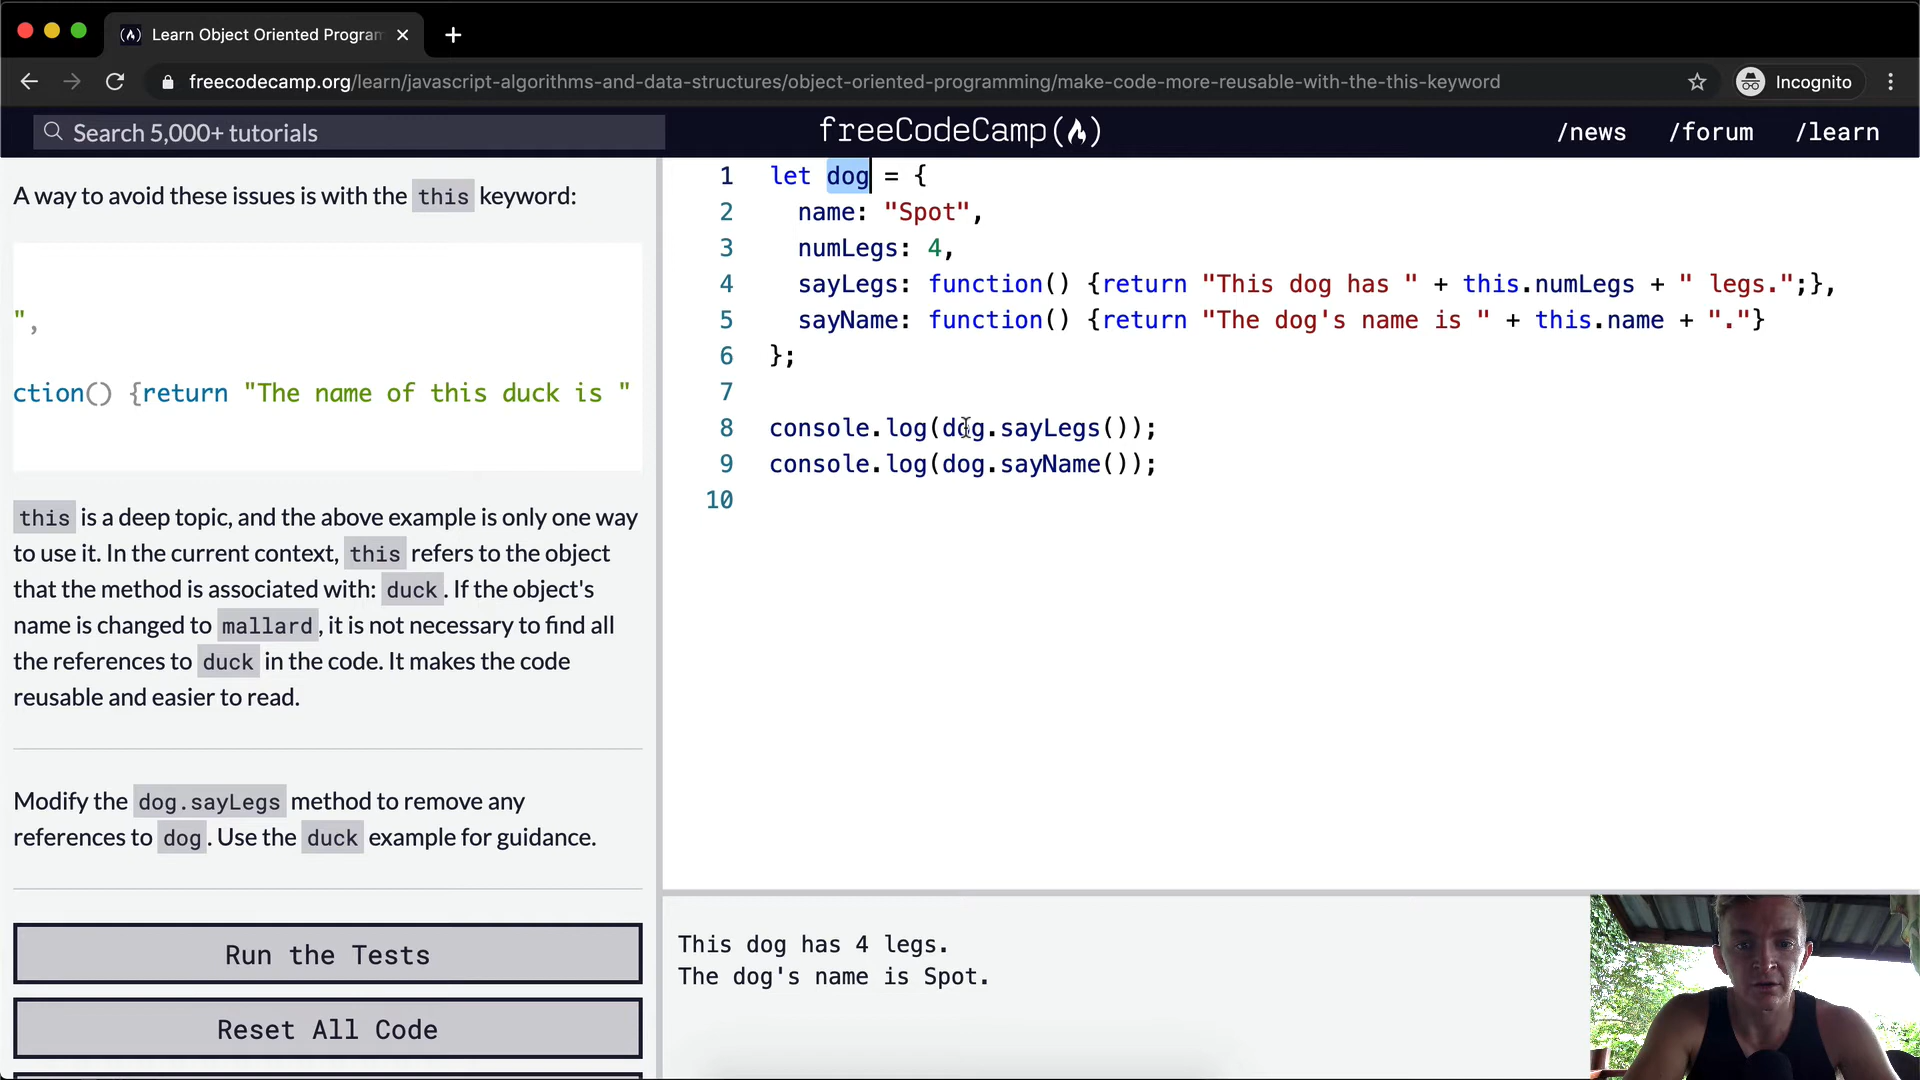 (🔥) Learn Object Oriented Program
freecodecamp.org/learn/javascript-algorithms-and-data-structures/object-oriented-programming/make-code-more-reusable-with-the-this-keyword
Incognito
Search 5,000+ tutorials
freeCodeCamp(🔥)
/news /forum /learn
A way to avoid these issues is with the this keyword:
",
ction() {return "The name of this duck is "
this is a deep topic, and the above example is only one way
to use it. In the current context, this refers to the object
that the method is associated with: duck. If the object's
name is changed to mallard, it is not necessary to find all
the references to duck in the code. It makes the code
reusable and easier to read.
Modify the dog.sayLegs method to remove any
references to dog. Use the duck example for guidance.
Run the Tests
Reset All Code
1 let dog = {
2 name: "Spot",
3 numLegs: 4,
4 sayLegs: function() {return "This dog has " + this.numLegs + " legs.";},
5 sayName: function() {return "The dog's name is " + this.name + "."}
6 };
7
8 console.log(dog.sayLegs());
9 console.log(dog.sayName());
10
This dog has 4 legs.
The dog's name is Spot.